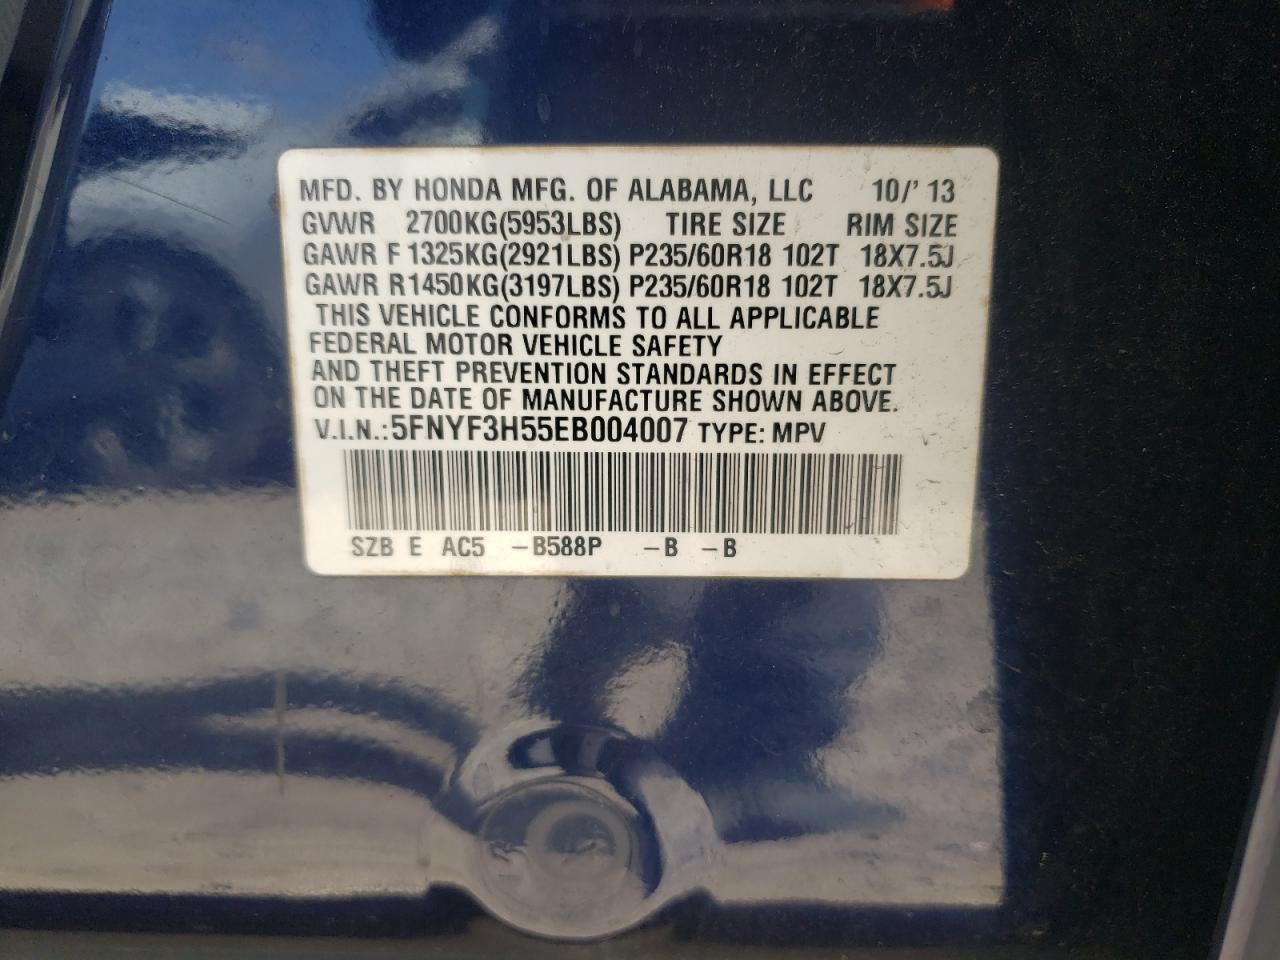 MFD. BY HONDA MFG. OF ALABAMA, LLC 10/' 13
GVWR 2700KG(5953LBS) TIRE SIZE RIM SIZE
GAWR F 1325KG(2921LBS) P235/60R18 102T 18X7.5J
GAWR R1450KG(3197LBS) P235/60R18 102T 18X7.5J
THIS VEHICLE CONFORMS TO ALL APPLICABLE
FEDERAL MOTOR VEHICLE SAFETY
AND THEFT PREVENTION STANDARDS IN EFFECT
ON THE DATE OF MANUFACTURE SHOWN ABOVE.
V.I.N.:5FNYF3H55EB004007 TYPE: MPV
SZB E AC5 -B588P -B -B